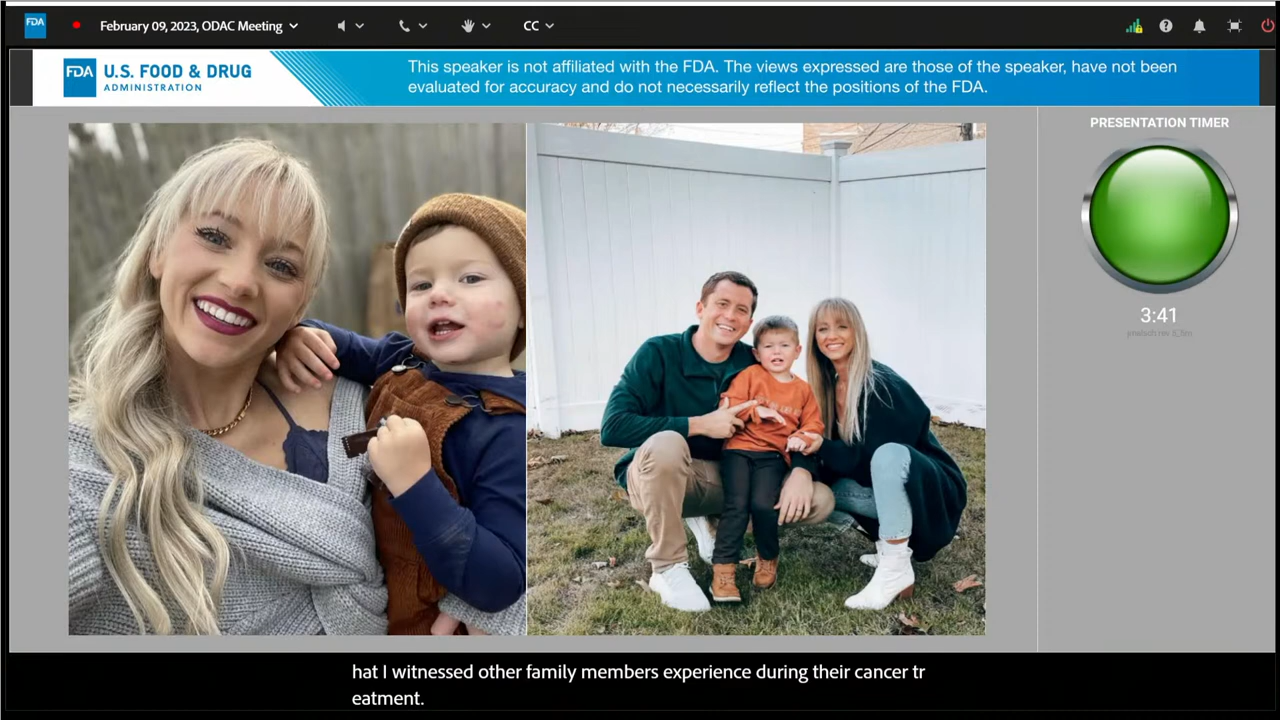 FDA
February 09, 2023, ODAC Meeting
CC
FDA U.S. FOOD & DRUG
ADMINISTRATION
This speaker is not affiliated with the FDA. The views expressed are those of the speaker, have not been
evaluated for accuracy and do not necessarily reflect the positions of the FDA.
PRESENTATION TIMER
3:41
hat I witnessed other family members experience during their cancer tr
eatment.